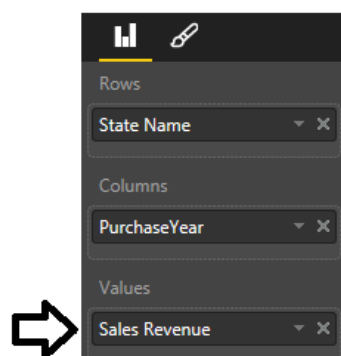 Rows
State Name
Columns
PurchaseYear
Values
Sales Revenue